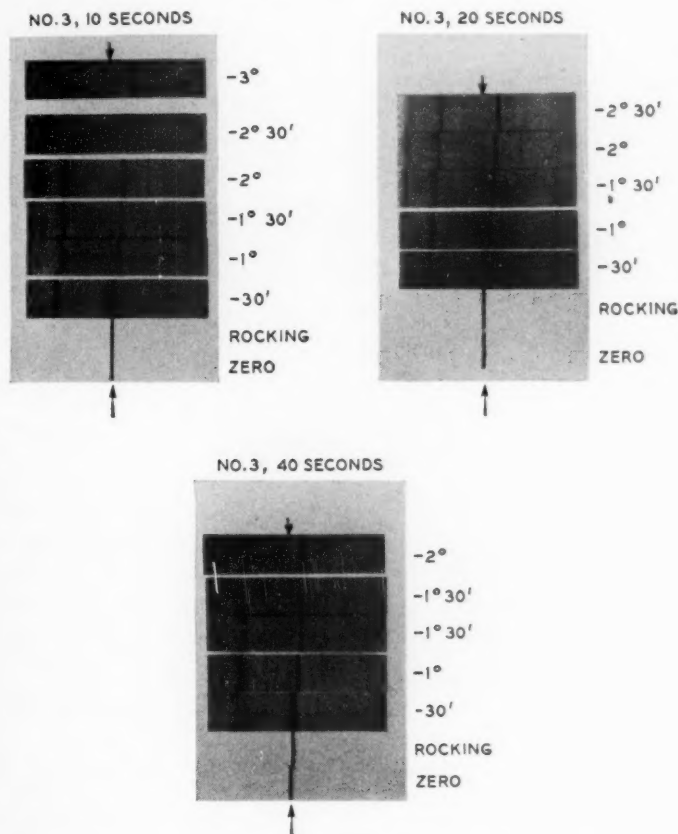 NO.3, 10 SECONDS
-3°
-2° 30'
-2°
-1° 30'
-1°
-30'
ROCKING
ZERO
NO.3, 20 SECONDS
-2° 30'
-2°
-1° 30'
-1°
-30'
ROCKING
ZERO
NO.3, 40 SECONDS
-2°
-1° 30'
-1° 30'
-1°
-30'
ROCKING
ZERO